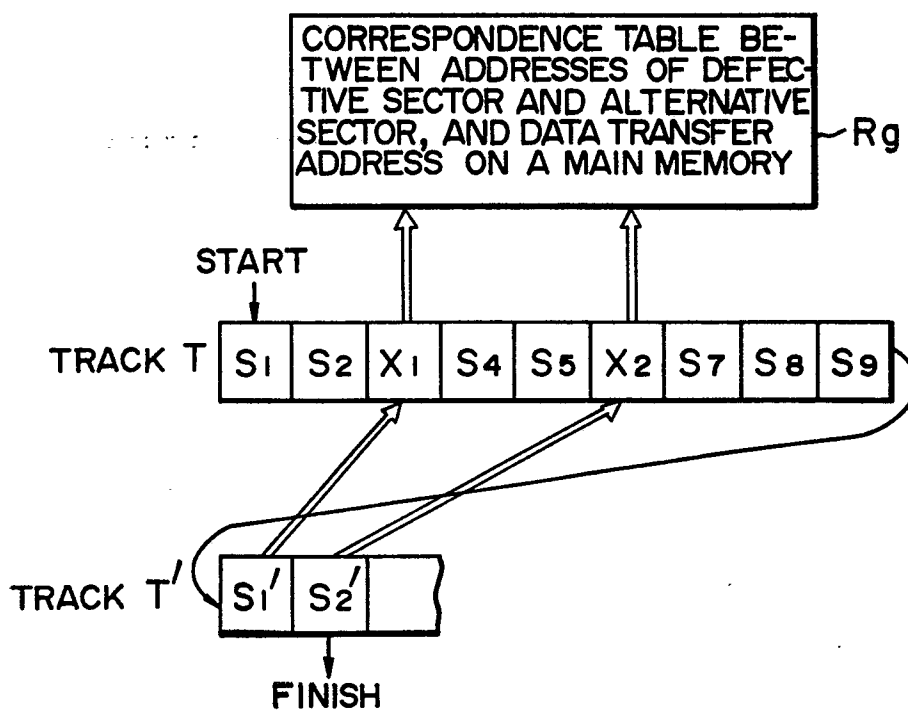 CORRESPONDENCE TABLE BE-
TWEEN ADDRESSES OF DEFEC-
TIVE SECTOR AND ALTERNATIVE
SECTOR, AND DATA TRANSFER
ADDRESS ON A MAIN MEMORY
Rg
START
TRACK T S1 S2 X1 S4 S5 X2 S7 S8 S9
TRACK T' S1' S2'
FINISH